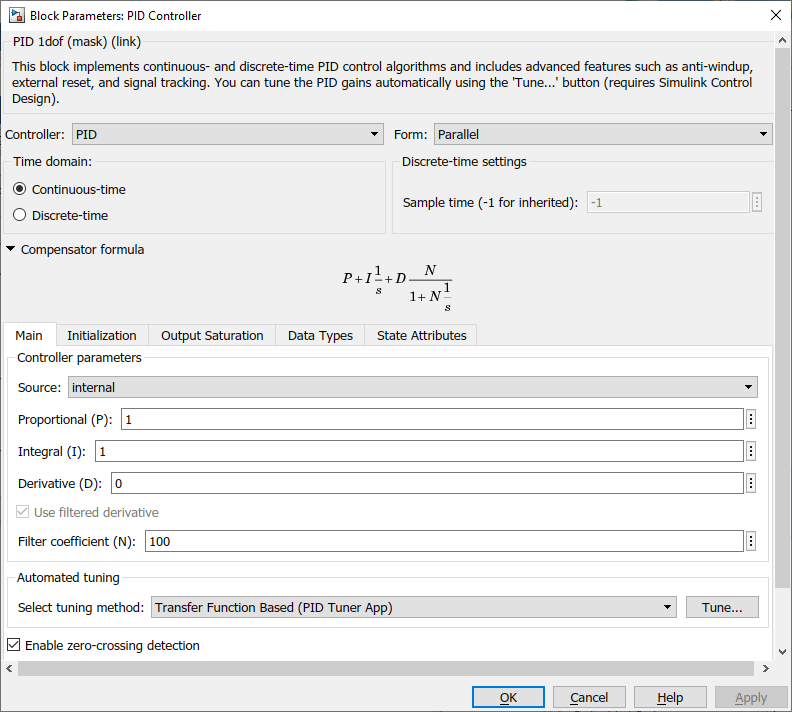 Block Parameters: PID Controller
PID 1dof (mask) (link)
This block implements continuous- and discrete-time PID control algorithms and includes advanced features such as anti-windup,
external reset, and signal tracking. You can tune the PID gains automatically using the 'Tune...' button (requires Simulink Control
Design).
Controller: PID Form: Parallel
Time domain: Discrete-time settings
Continuous-time
Sample time (-1 for inherited): -1
Discrete-time
Compensator formula
P + I 1/s + D N/(1 + N 1/s)
Main Initialization Output Saturation Data Types State Attributes
Controller parameters
Source: internal
Proportional (P): 1
Integral (I): 1
Derivative (D): 0
Use filtered derivative
Filter coefficient (N): 100
Automated tuning
Select tuning method: Transfer Function Based (PID Tuner App) Tune...
Enable zero-crossing detection
OK Cancel Help Apply